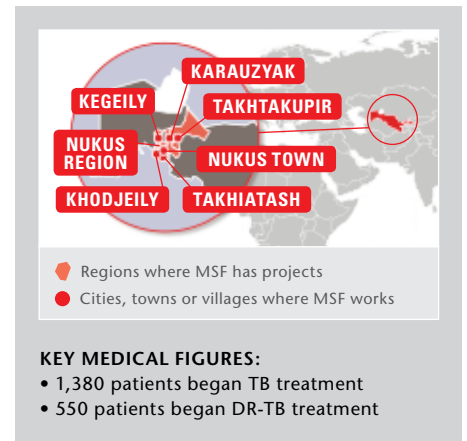 KARAUZYAK
KEGEILY
TAKHTAKUPIR
NUKUS
REGION
NUKUS TOWN
KHODJEILY
TAKHIATASH
Regions where MSF has projects
Cities, towns or villages where MSF works
KEY MEDICAL FIGURES:
• 1,380 patients began TB treatment
• 550 patients began DR-TB treatment